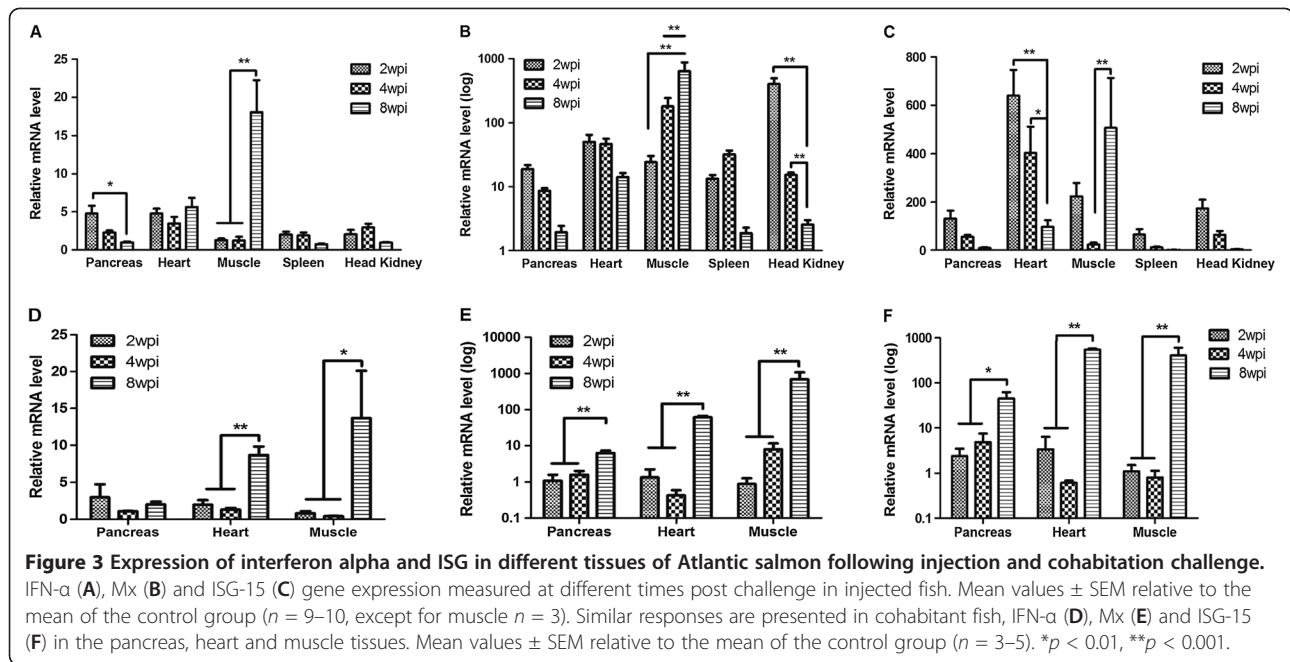 A
Relative mRNA level
25
20
15
10
5
0
**
*
2wpi
4wpi
8wpi
Pancreas Heart Muscle Spleen Head Kidney
B
Relative mRNA level (log)
1000
100
10
1
**
**
**
**
2wpi
4wpi
8wpi
Pancreas Heart Muscle Spleen Head Kidney
C
Relative mRNA level
800
600
400
200
0
**
*
**
2wpi
4wpi
8wpi
Pancreas Heart Muscle Spleen Head Kidney
D
Relative mRNA level
25
20
15
10
5
0
2wpi
4wpi
8wpi
**
*
Pancreas Heart Muscle
E
Relative mRNA level (log)
10000
1000
100
10
1
0.1
2wpi
4wpi
8wpi
**
**
**
Pancreas Heart Muscle
F
Relative mRNA level (log)
1000
100
10
1
0.1
*
**
**
2wpi
4wpi
8wpi
Pancreas Heart Muscle
Figure 3 Expression of interferon alpha and ISG in different tissues of Atlantic salmon following injection and cohabitation challenge.
IFN-α (A), Mx (B) and ISG-15 (C) gene expression measured at different times post challenge in injected fish. Mean values ± SEM relative to the
mean of the control group (n = 9–10, except for muscle n = 3). Similar responses are presented in cohabitant fish, IFN-α (D), Mx (E) and ISG-15
(F) in the pancreas, heart and muscle tissues. Mean values ± SEM relative to the mean of the control group (n = 3–5). *p < 0.01, **p < 0.001.